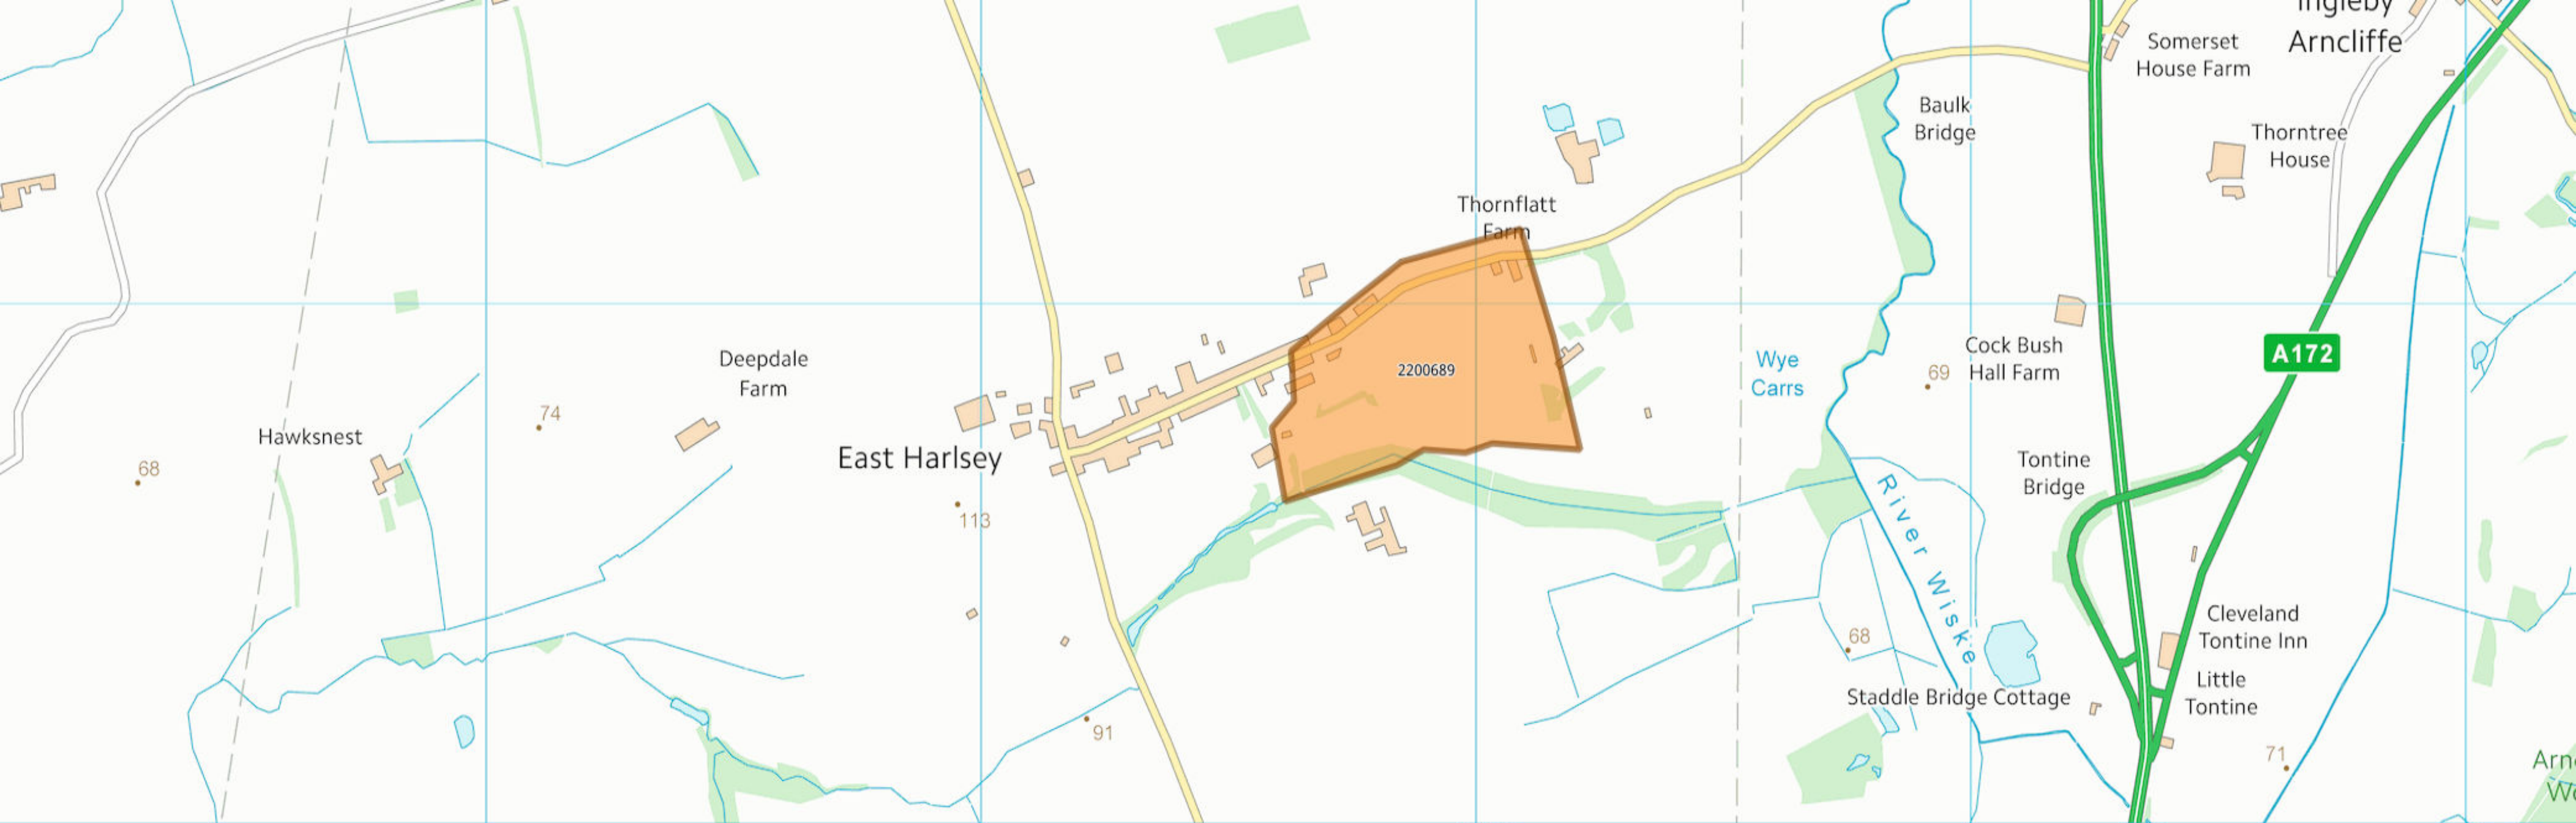 Ingleby
Arncliffe
Somerset
House Farm
Baulk
Bridge
Thorntree
House
Thornflatt
Farm
Deepdale
Farm
2200689
Wye
Carrs
69
Cock Bush
Hall Farm
A172
74
Hawksnest
68
East Harlsey
113
Tontine
Bridge
River Wiske
Cleveland
Tontine Inn
68
Little
Tontine
Staddle Bridge Cottage
91
71